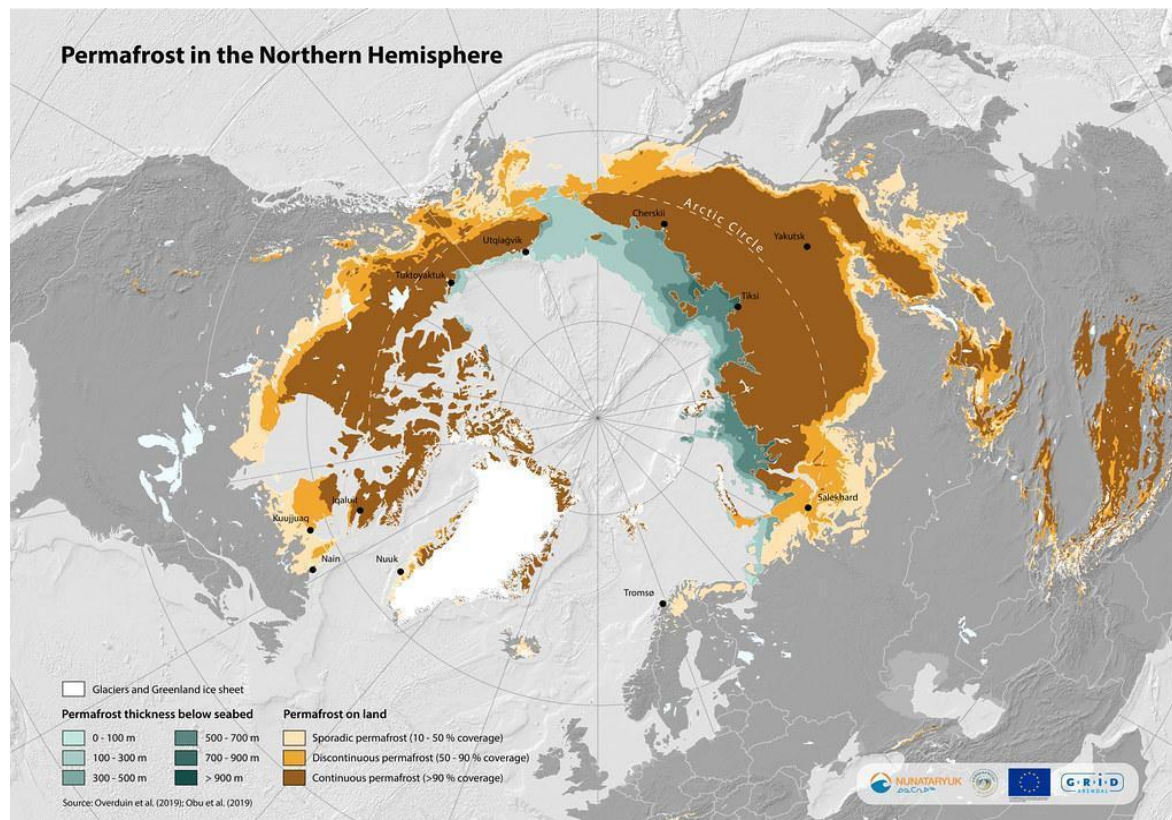 Permafrost in the Northern Hemisphere
Arctic Circle
Cherskii
Yakutsk
Utqiaġvik
Tuktoyaktuk
Tiksi
Iqaluit
Kuujjuaq
Salekhard
Nain
Nuuk
Tromsø
Glaciers and Greenland ice sheet
Permafrost thickness below seabed
0 - 100 m
100 - 300 m
300 - 500 m
500 - 700 m
700 - 900 m
> 900 m
Permafrost on land
Sporadic permafrost (10 - 50 % coverage)
Discontinuous permafrost (50 - 90 % coverage)
Continuous permafrost (>90 % coverage)
Source: Overduin et al. (2019); Obu et al. (2019)
NUNATARYUK
G·R·I·D
ARENDAL